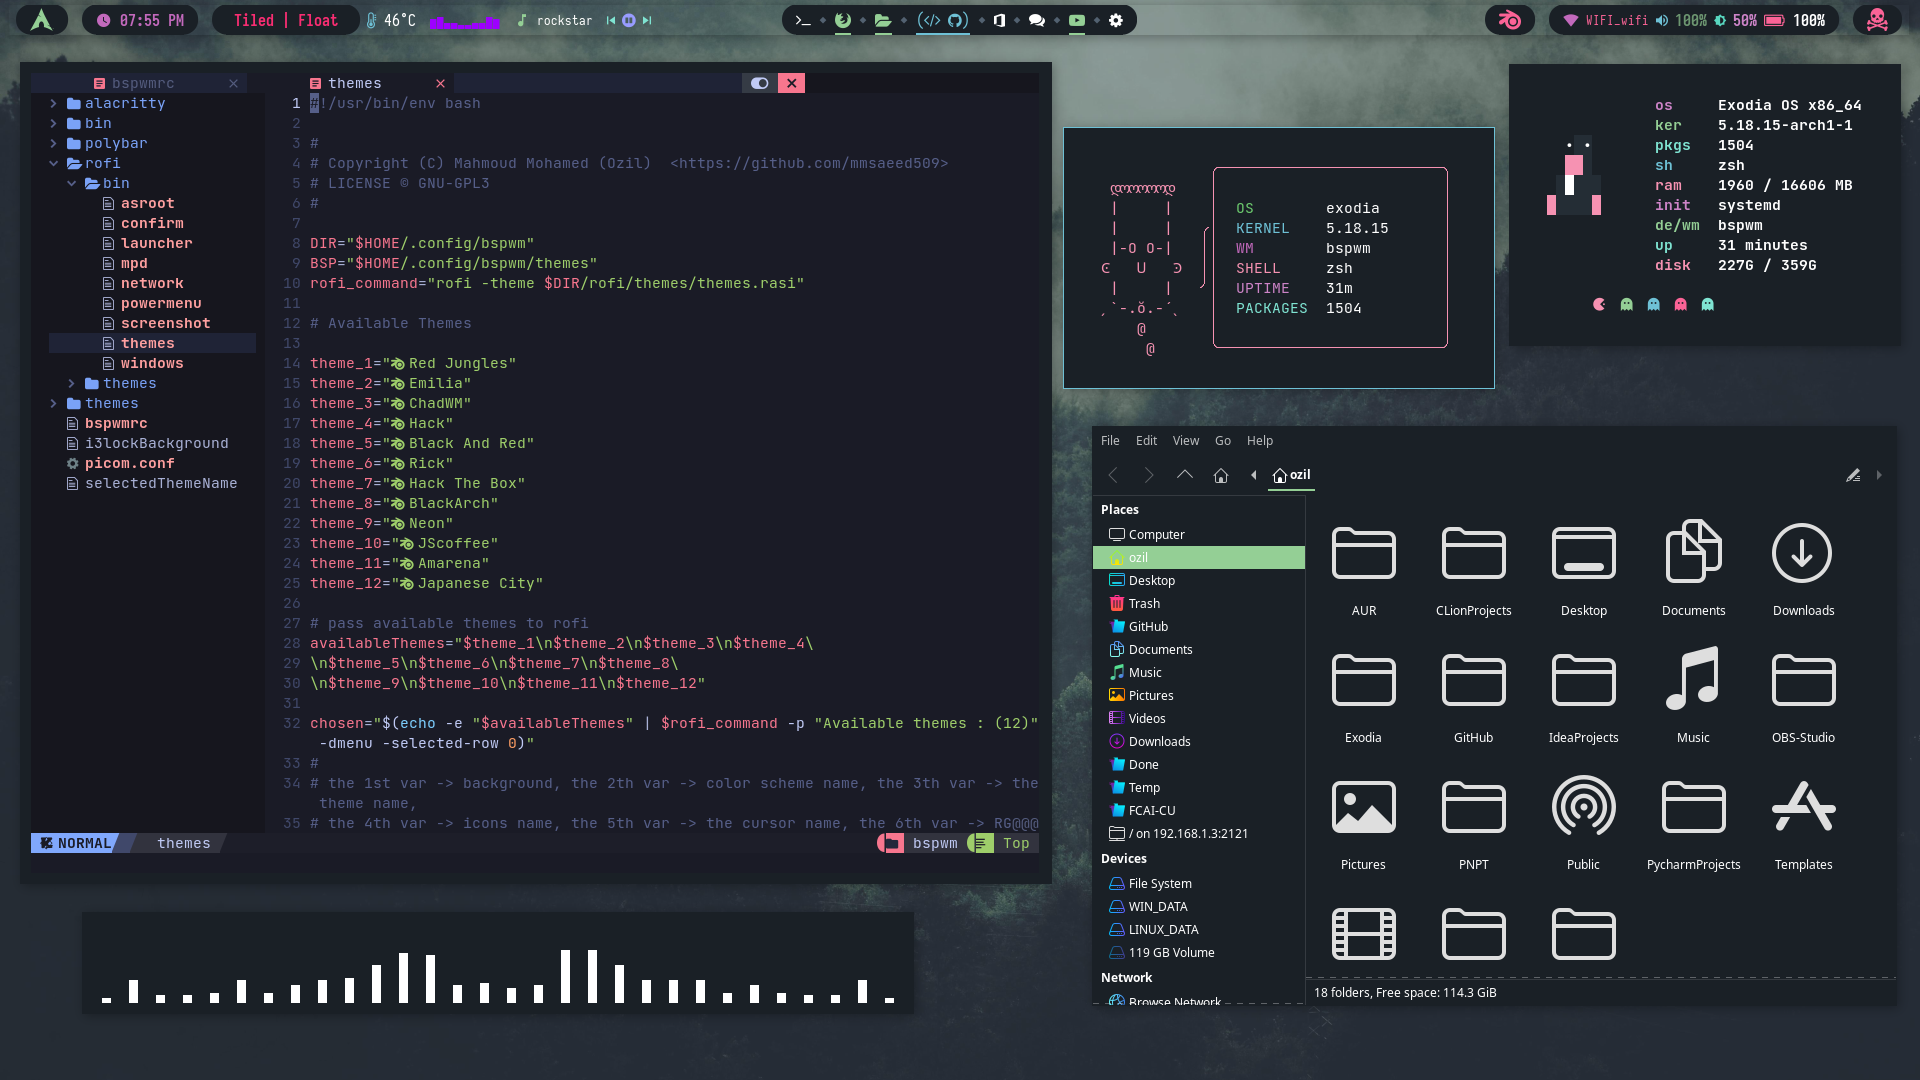 07:55 PM
Tiled | Float
46°C
rockstar
WIFI_wifi
100%
50%
100%
bspwmrc
themes
alacritty
bin
polybar
rofi
bin
asroot
confirm
launcher
mpd
network
powermenu
screenshot
themes
windows
themes
themes
bspwmrc
i3lockBackground
picom.conf
selectedThemeName
1 #!/usr/bin/env bash
2
3 #
4 # Copyright (C) Mahmoud Mohamed (Ozil)  <https://github.com/mmsaeed509>
5 # LICENSE © GNU-GPL3
6 #
7
8 DIR="$HOME/.config/bspwm"
9 BSP="$HOME/.config/bspwm/themes"
10 rofi_command="rofi -theme $DIR/rofi/themes/themes.rasi"
11
12 # Available Themes
13
14 theme_1="Red Jungles"
15 theme_2="Emilia"
16 theme_3="ChadWM"
17 theme_4="Hack"
18 theme_5="Black And Red"
19 theme_6="Rick"
20 theme_7="Hack The Box"
21 theme_8="BlackArch"
22 theme_9="Neon"
23 theme_10="JScoffee"
24 theme_11="Amarena"
25 theme_12="Japanese City"
26
27 # pass available themes to rofi
28 availableThemes="$theme_1\n$theme_2\n$theme_3\n$theme_4\
29 \n$theme_5\n$theme_6\n$theme_7\n$theme_8\
30 \n$theme_9\n$theme_10\n$theme_11\n$theme_12"
31
32 chosen="$(echo -e "$availableThemes" | $rofi_command -p "Available themes : (12)"
-dmenu -selected-row 0)"
33 #
34 # the 1st var -> background, the 2th var -> color scheme name, the 3th var -> the
theme name,
35 # the 4th var -> icons name, the 5th var -> the cursor name, the 6th var -> RG@@@
NORMAL
themes
bspwm
Top
OS exodia
KERNEL 5.18.15
WM bspwm
SHELL zsh
UPTIME 31m
PACKAGES 1504
os Exodia OS x86_64
ker 5.18.15-arch1-1
pkgs 1504
sh zsh
ram 1960 / 16606 MB
init systemd
de/wm bspwm
up 31 minutes
disk 227G / 359G
File Edit View Go Help
ozil
Places
Computer
ozil
Desktop
Trash
GitHub
Documents
Music
Pictures
Videos
Downloads
Done
Temp
FCAI-CU
/ on 192.168.1.3:2121
Devices
File System
WIN_DATA
LINUX_DATA
119 GB Volume
Network
Browse Network
AUR CLionProjects Desktop Documents Downloads
Exodia GitHub IdeaProjects Music OBS-Studio
Pictures PNPT Public PycharmProjects Templates
18 folders, Free space: 114.3 GiB